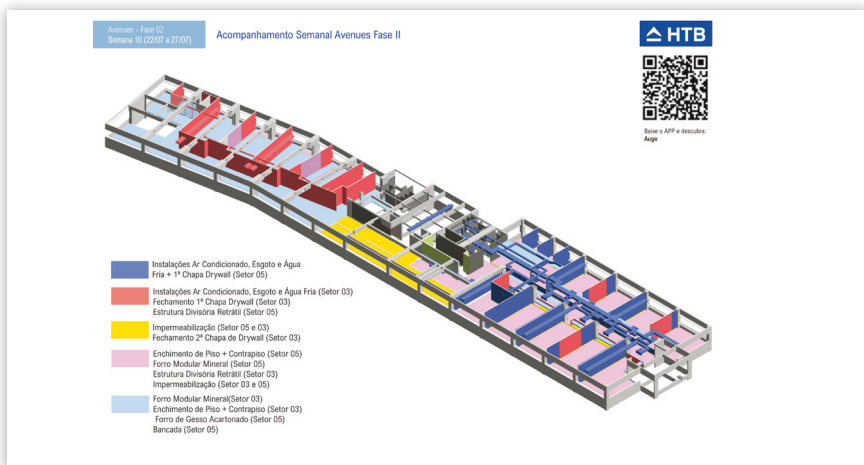 Avenues - Fase 02
Semana 10 (22/07 a 27/07)
Acompanhamento Semanal Avenues Fase II
HTB
Baixe o APP e descubra:
Auge
Instalações Ar Condicionado, Esgoto e Água
Fria + 1ª Chapa Drywall (Setor 05)
Instalações Ar Condicionado, Esgoto e Água Fria (Setor 03)
Fechamento 1ª Chapa Drywall (Setor 03)
Estrutura Divisória Retrátil (Setor 05)
Impermeabilização (Setor 05 e 03)
Fechamento 2ª Chapa de Drywall (Setor 03)
Enchimento de Piso + Contrapiso (Setor 05)
Forro Modular Mineral (Setor 05)
Estrutura Divisória Retrátil (Setor 03)
Impermeabilização (Setor 03 e 05)
Forro Modular Mineral(Setor 03)
Enchimento de Piso + Contrapiso (Setor 03)
Forro de Gesso Acartonado (Setor 05)
Bancada (Setor 05)